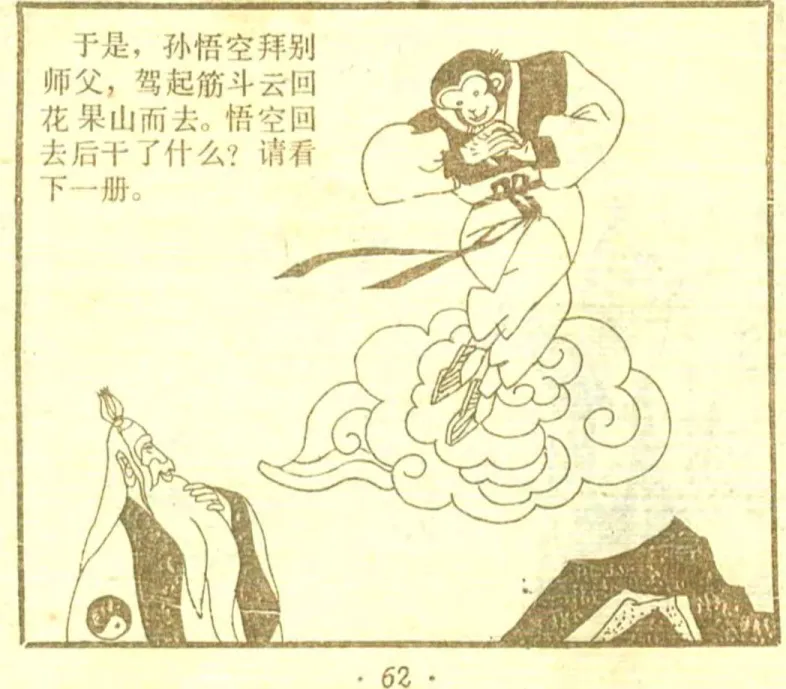 于是，孙悟空拜别
师父，驾起筋斗云回
花果山而去。悟空回
去后干了什么？请看
下一册。
· 62 ·